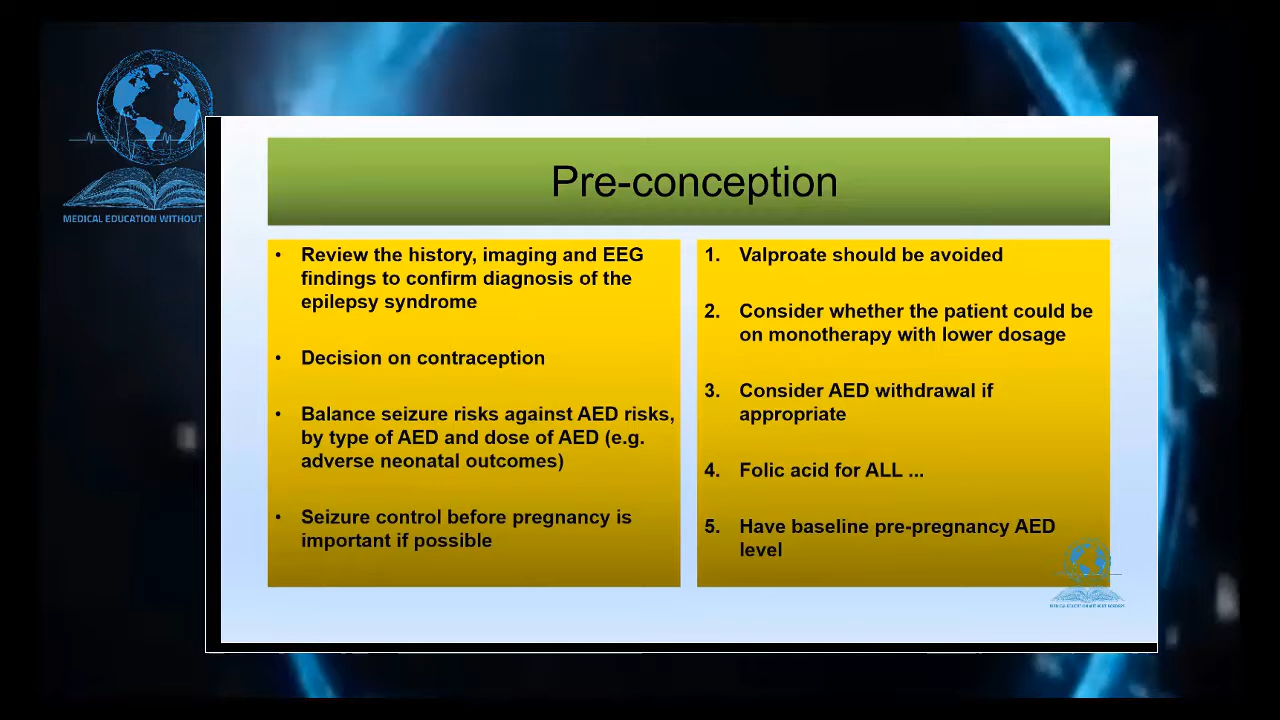 MEDICAL EDUCATION WITHOUT
Pre-conception
• Review the history, imaging and EEG
findings to confirm diagnosis of the
epilepsy syndrome
• Decision on contraception
• Balance seizure risks against AED risks,
by type of AED and dose of AED (e.g.
adverse neonatal outcomes)
• Seizure control before pregnancy is
important if possible
1. Valproate should be avoided
2. Consider whether the patient could be
on monotherapy with lower dosage
3. Consider AED withdrawal if
appropriate
4. Folic acid for ALL ...
5. Have baseline pre-pregnancy AED
level
MEDICAL EDUCATION WITHOUT BORDERS